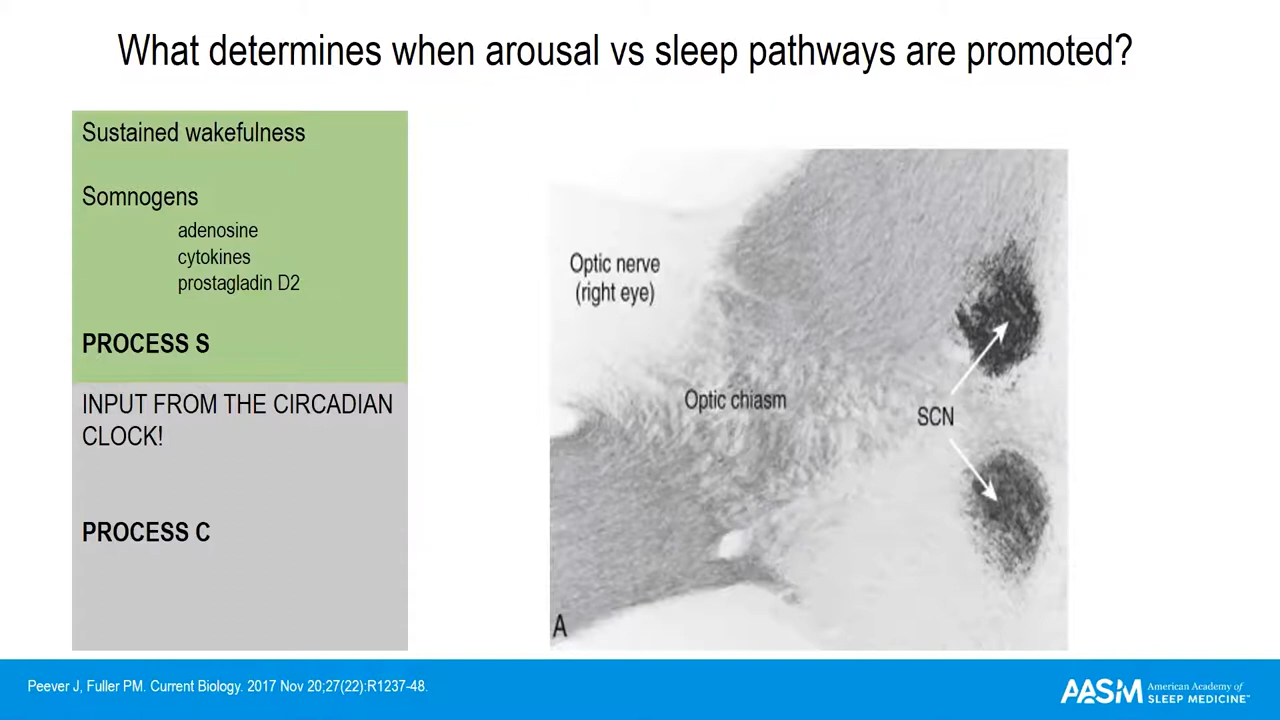 What determines when arousal vs sleep pathways are promoted?
Sustained wakefulness
Somnogens
adenosine
cytokines
prostagladin D2
PROCESS S
INPUT FROM THE CIRCADIAN
CLOCK!
PROCESS C
Optic nerve
(right eye)
Optic chiasm
SCN
A
Peever J, Fuller PM. Current Biology. 2017 Nov 20;27(22):R1237-48.
AASM American Academy of
SLEEP MEDICINE™